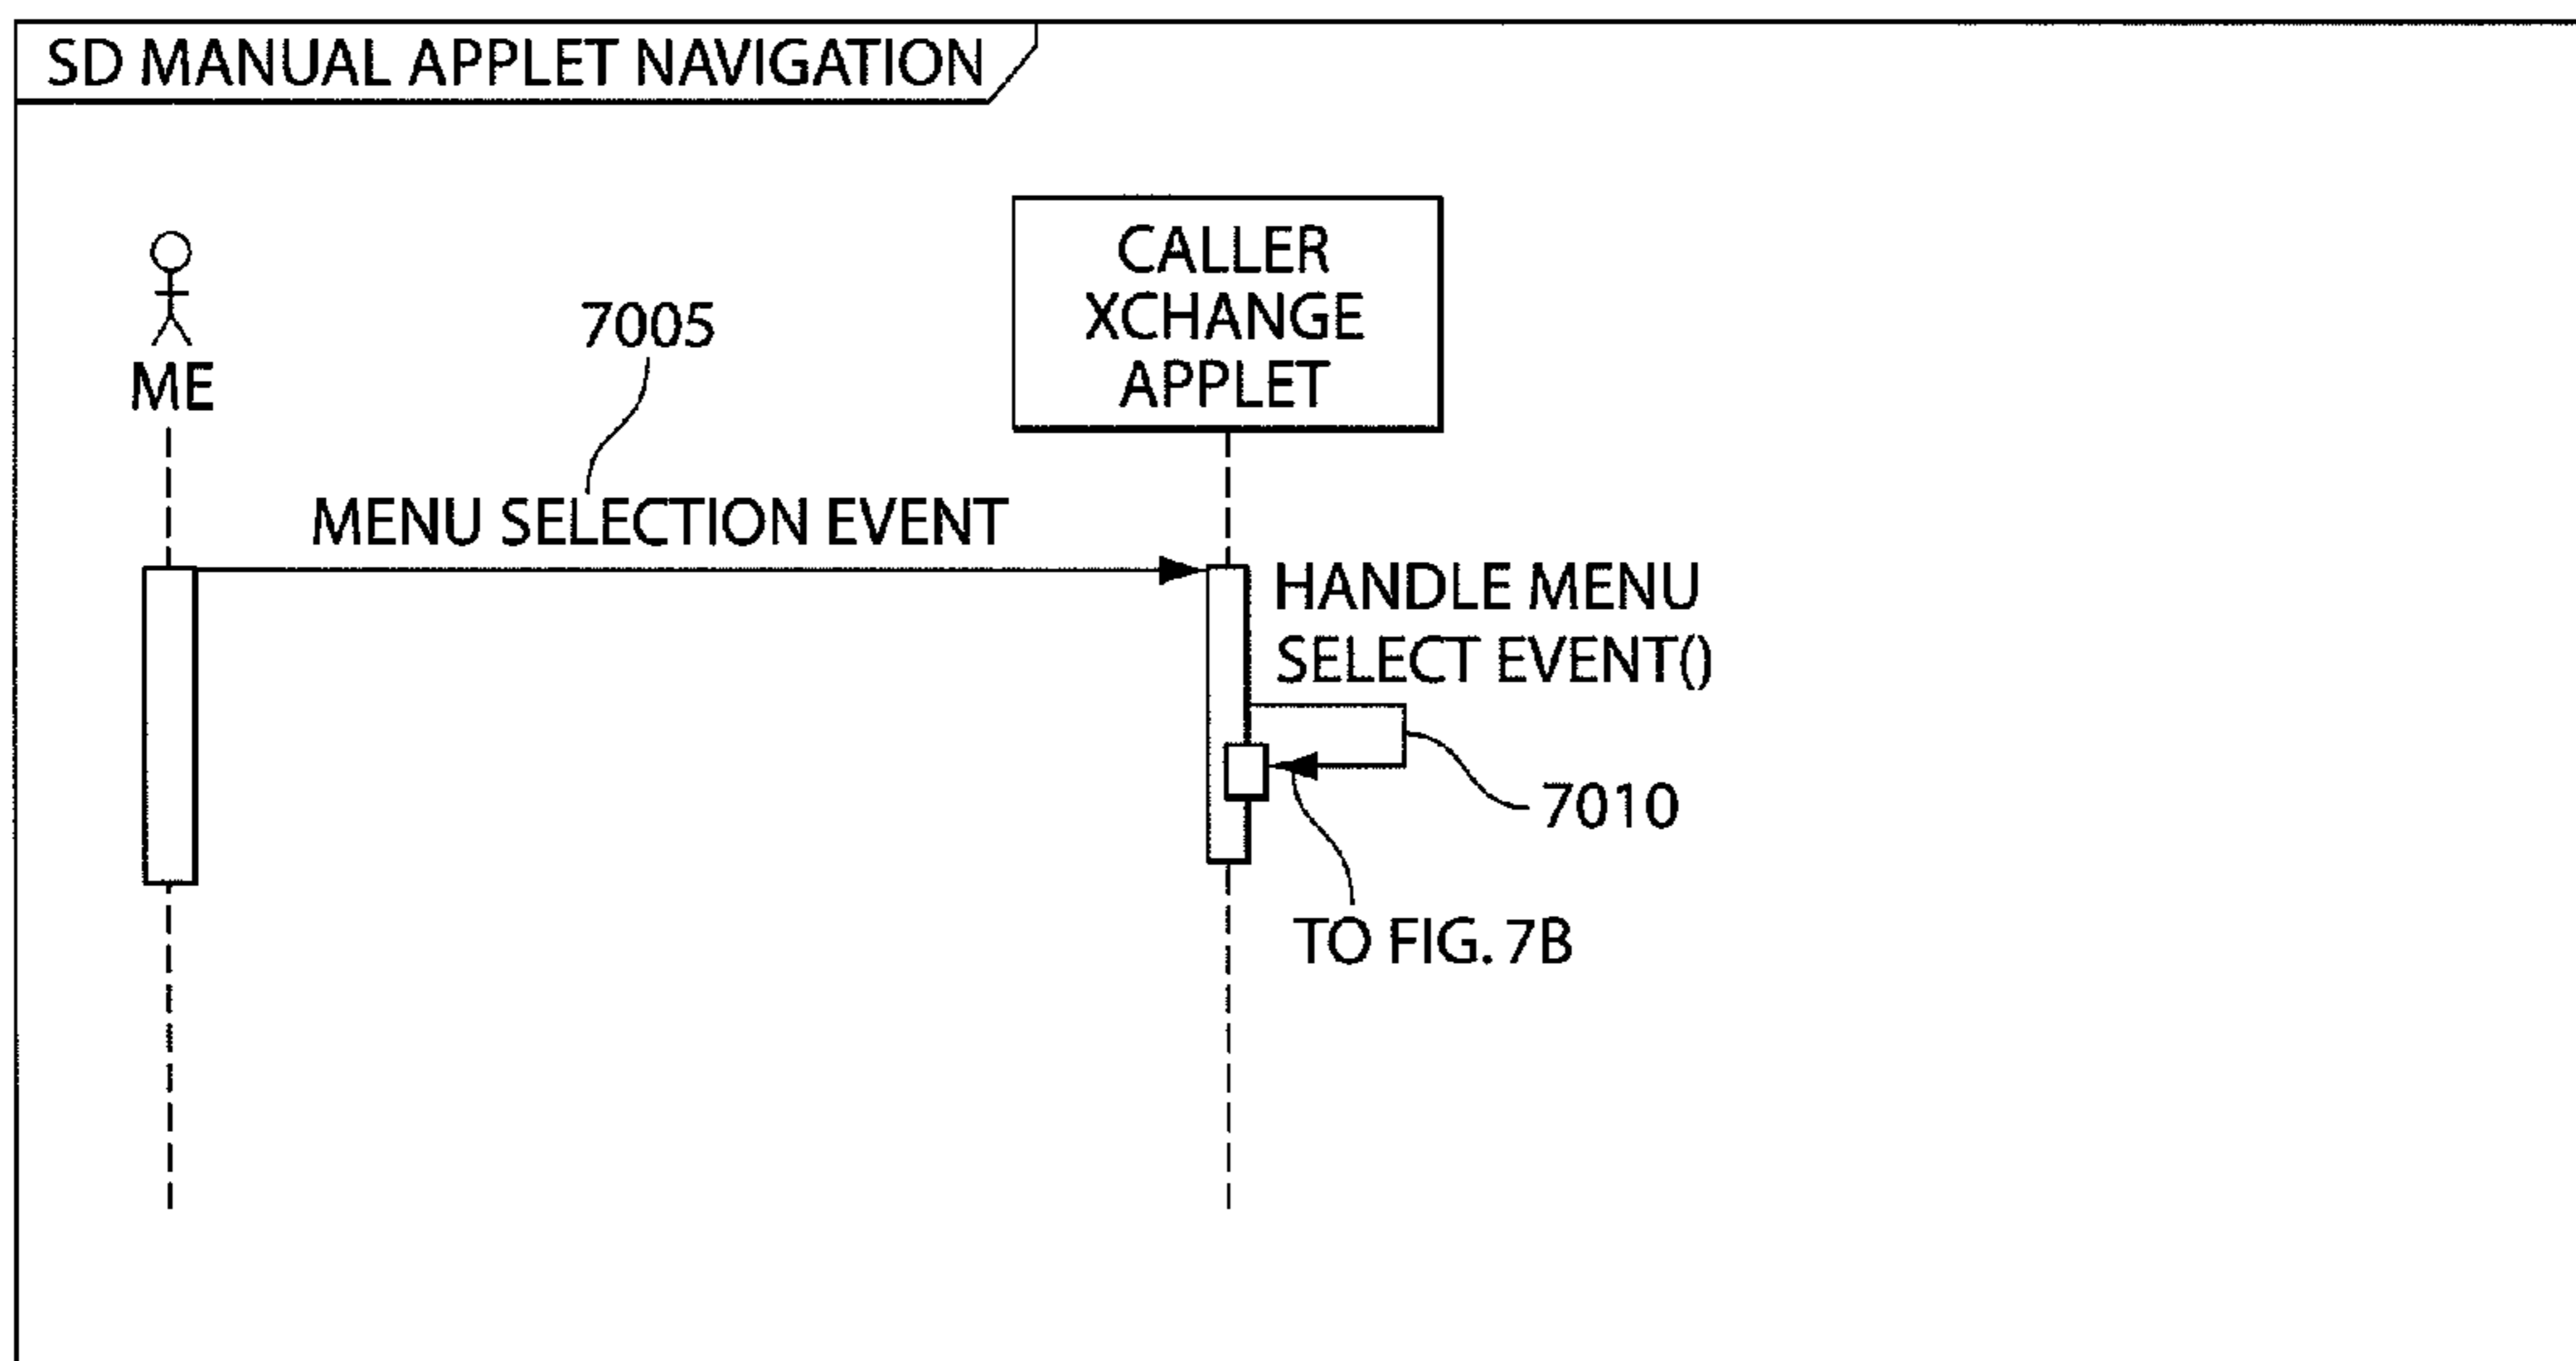 SD MANUAL APPLET NAVIGATION
CALLER
XCHANGE
APPLET
ME
7005
MENU SELECTION EVENT
HANDLE MENU
SELECT EVENT()
7010
TO FIG. 7B